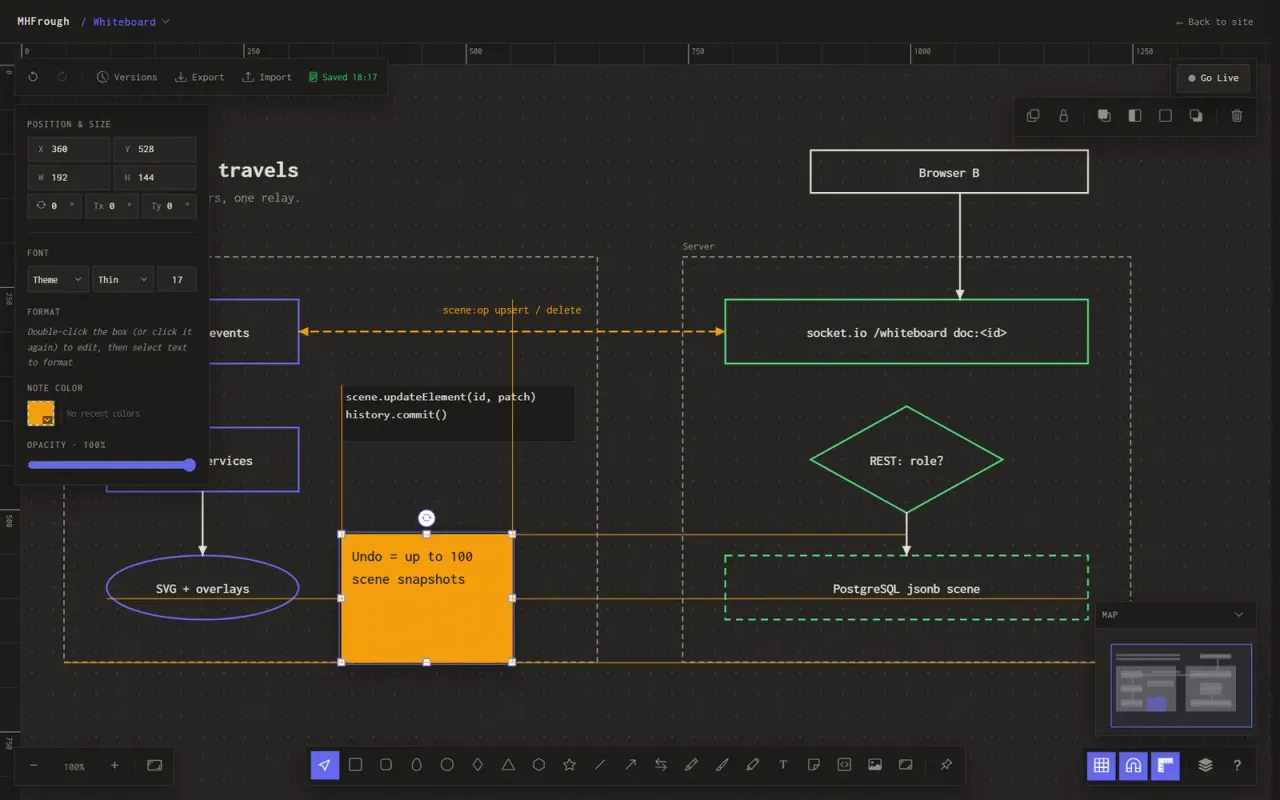 MHFrough / Whiteboard
← Back to site
0 250 500 750 1000 1250
Versions Export Import Saved 18:17
Go Live
POSITION & SIZE
X 360 Y 528
W 192 H 144
0 ° Tx 0 ° Ty 0 °
FONT
Theme Thin 17
FORMAT
Double-click the box (or click it
again) to edit, then select text
to format
NOTE COLOR
No recent colors
OPACITY · 100%
0
250
500
750
travels
rs, one relay.
Browser B
Server
events
scene:op upsert / delete
socket.io /whiteboard doc:<id>
scene.updateElement(id, patch)
history.commit()
ervices
REST: role?
Undo = up to 100
scene snapshots
SVG + overlays
PostgreSQL jsonb scene
MAP
− 100% +
T
?